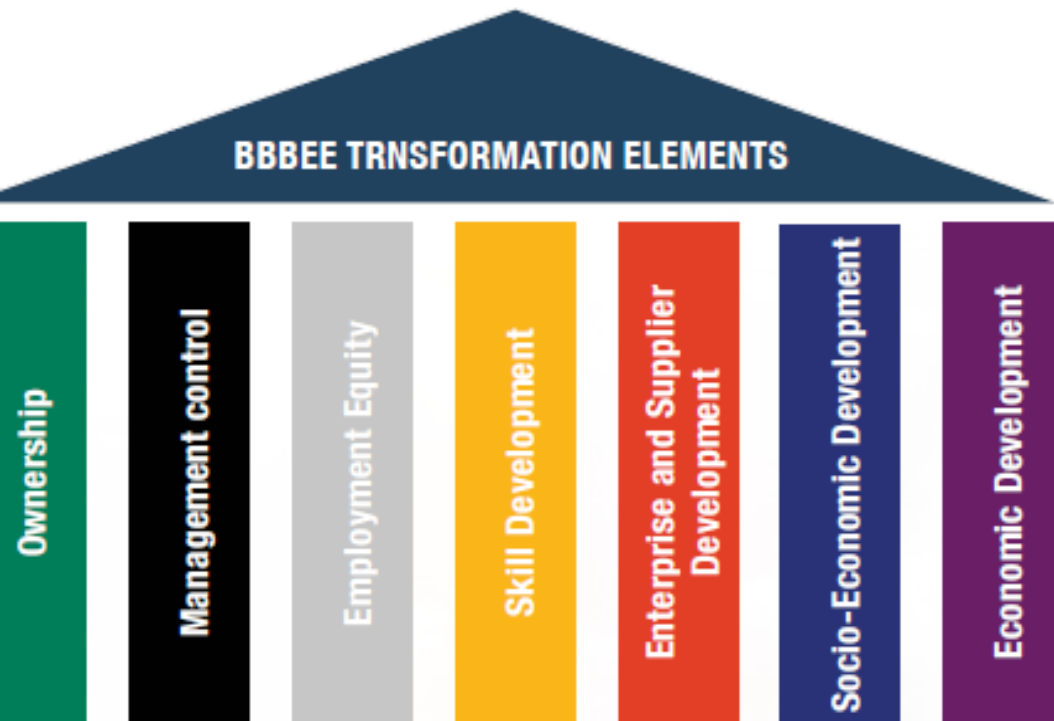 BBBEE TRNSFORMATION ELEMENTS
Ownership
Management control
Employment Equity
Skill Development
Enterprise and Supplier
Development
Socio-Economic Development
Economic Development